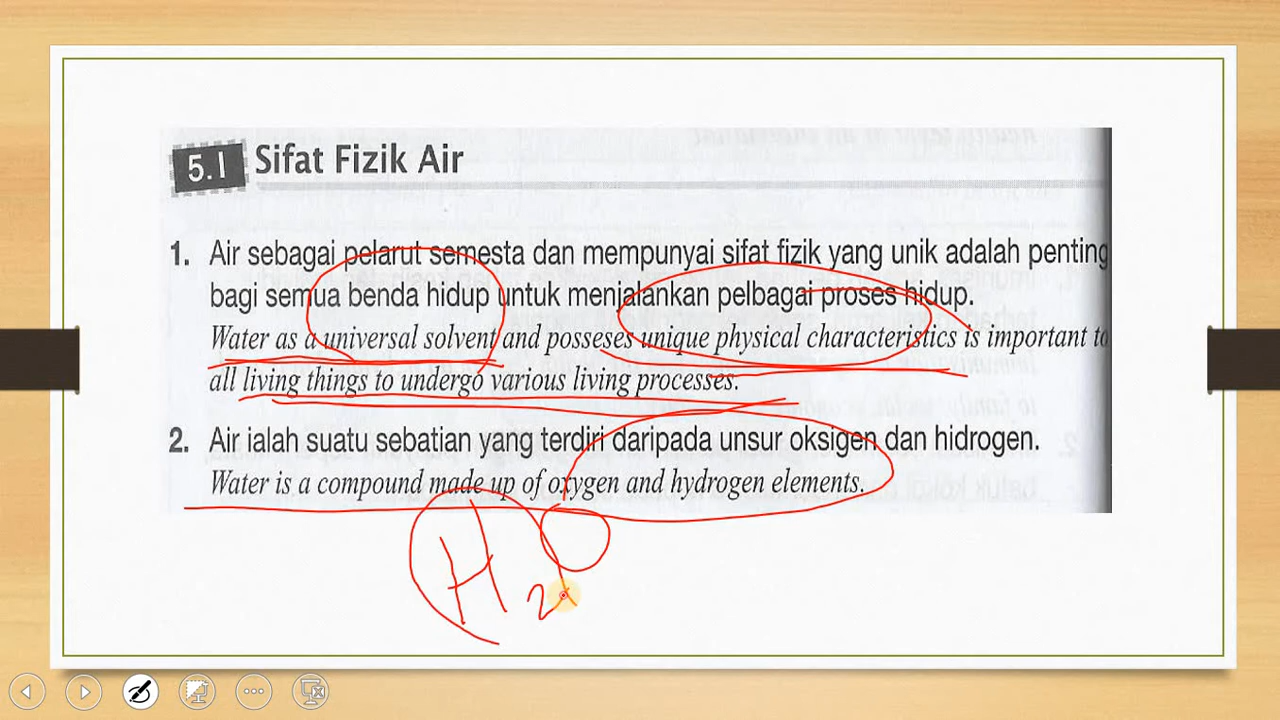 5.1 Sifat Fizik Air
1. Air sebagai pelarut semesta dan mempunyai sifat fizik yang unik adalah penting
bagi semua benda hidup untuk menjalankan pelbagai proses hidup.
Water as a universal solvent and posseses unique physical characteristics is important to
all living things to undergo various living processes.
2. Air ialah suatu sebatian yang terdiri daripada unsur oksigen dan hidrogen.
Water is a compound made up of oxygen and hydrogen elements.
H2O